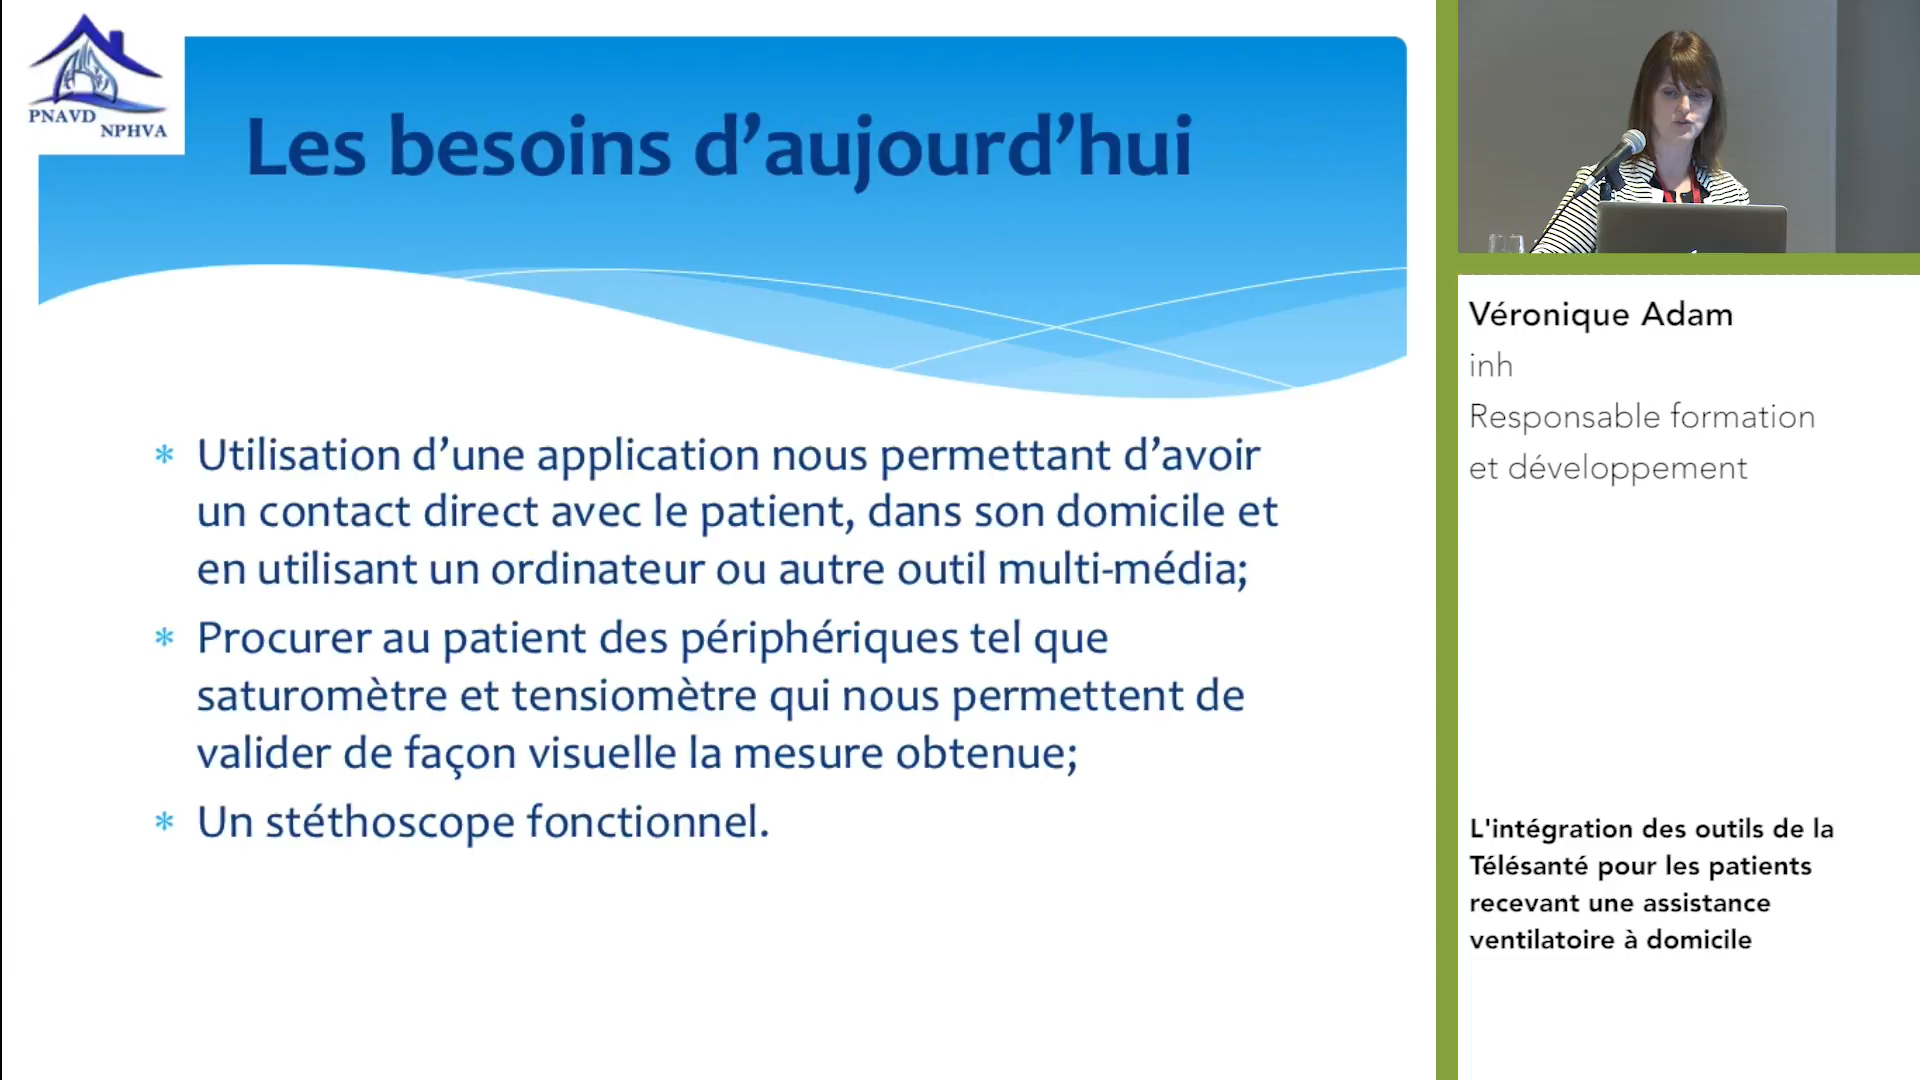 PNAVD
NPHVA
Les besoins d’aujourd’hui
* Utilisation d’une application nous permettant d’avoir
un contact direct avec le patient, dans son domicile et
en utilisant un ordinateur ou autre outil multi-média;
* Procurer au patient des périphériques tel que
saturomètre et tensiomètre qui nous permettent de
valider de façon visuelle la mesure obtenue;
* Un stéthoscope fonctionnel.
Véronique Adam
inh
Responsable formation
et développement
L'intégration des outils de la
Télésanté pour les patients
recevant une assistance
ventilatoire à domicile